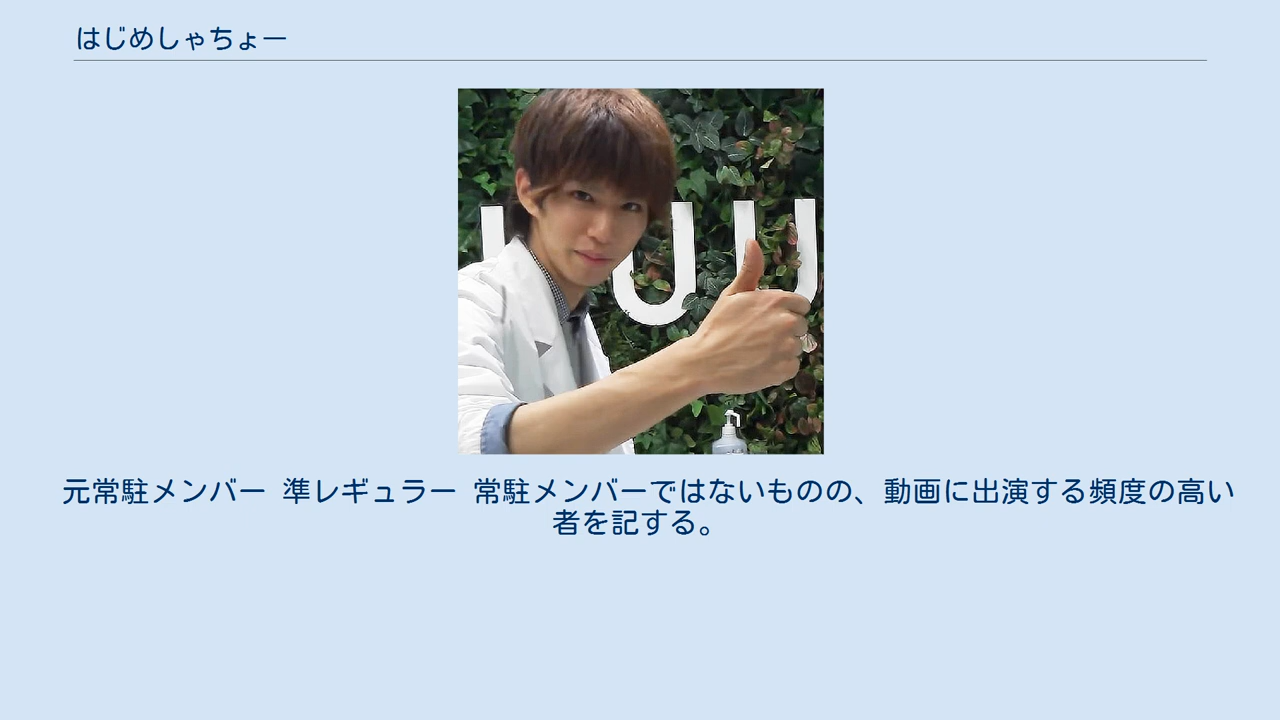 はじめしゃちょー
UU
元常駐メンバー 準レギュラー 常駐メンバーではないものの、動画に出演する頻度の高い
者を記する。